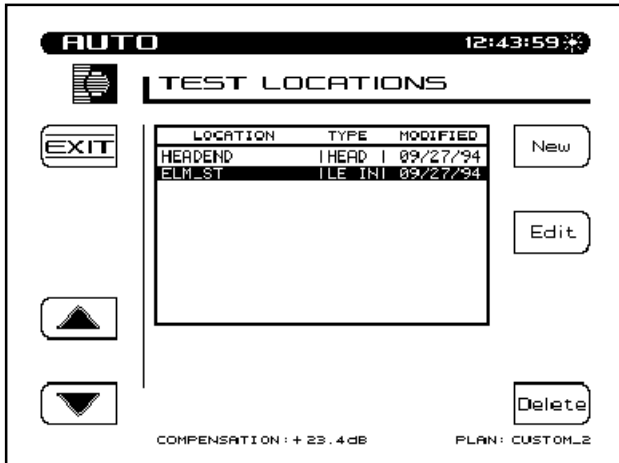 AUTO 12:43:59
TEST LOCATIONS
EXIT
LOCATION TYPE MODIFIED
HEADEND |HEAD | 09/27/94
ELM_ST |LE IN| 09/27/94
New
Edit
Delete
COMPENSATION:+23.4dB PLAN: CUSTOM_2